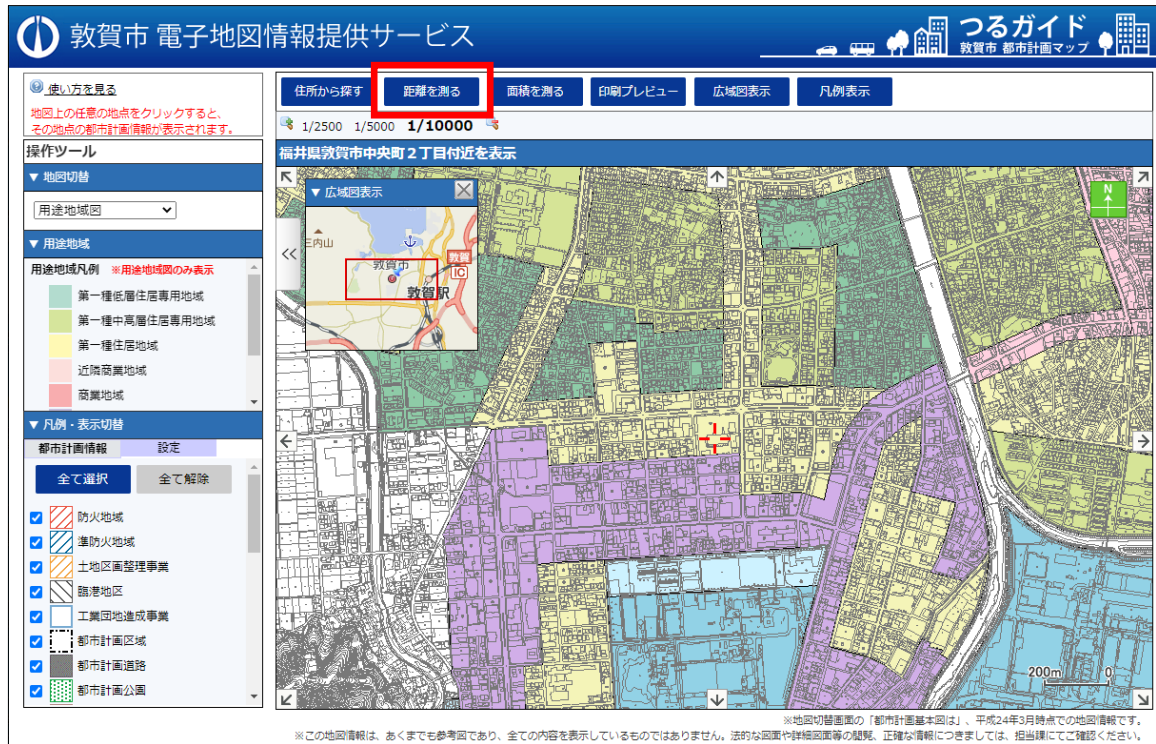 敦賀市 電子地図情報提供サービス
つるガイド
敦賀市 都市計画マップ
使い方を見る
地図上の任意の地点をクリックすると、
その地点の都市計画情報が表示されます。
住所から探す 距離を測る 面積を測る 印刷プレビュー 広域図表示 凡例表示
1/2500 1/5000 1/10000
福井県敦賀市中央町2丁目付近を表示
操作ツール
▼ 地図切替
用途地域図
▼ 用途地域
用途地域凡例 ※用途地域図のみ表示
第一種低層住居専用地域
第一種中高層住居専用地域
第一種住居地域
近隣商業地域
商業地域
▼ 凡例・表示切替
都市計画情報 設定
全て選択 全て解除
防火地域
準防火地域
土地区画整理事業
臨港地区
工業団地造成事業
都市計画区域
都市計画道路
都市計画公園
▼ 広域図表示
三内山
敦賀市
敦賀
IC
敦賀駅
N
200m 0
※地図切替画面の「都市計画基本図は」、平成24年3月時点での地図情報です。
※この地図情報は、あくまでも参考図であり、全ての内容を表示しているものではありません。法的な図面や詳細図面等の閲覧、正確な情報につきましては、担当課にてご確認ください。